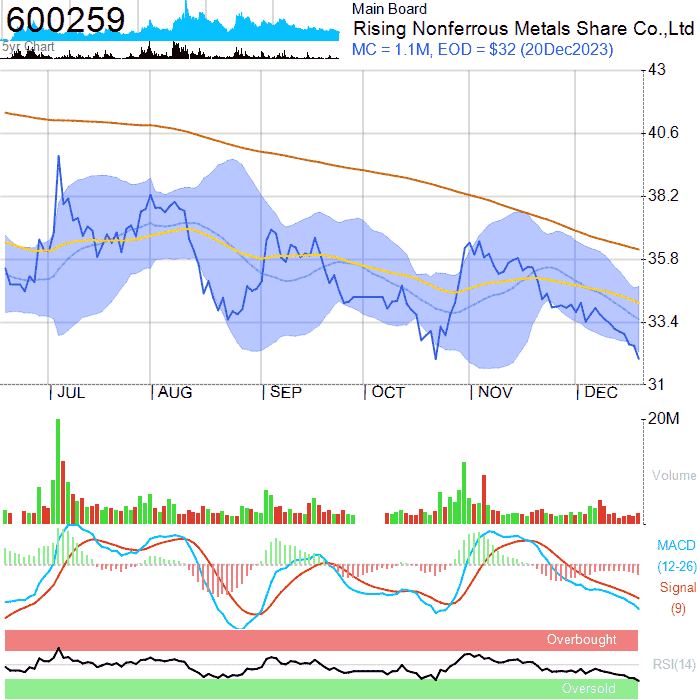 600259
5yr Chart
Main Board
Rising Nonferrous Metals Share Co.,Ltd
MC = 1.1M, EOD = $32 (20Dec2023)
43
40.6
38.2
35.8
33.4
31
JUL
AUG
SEP
OCT
NOV
DEC
20M
Volume
MACD
(12-26)
Signal
(9)
Overbought
RSI(14)
Oversold